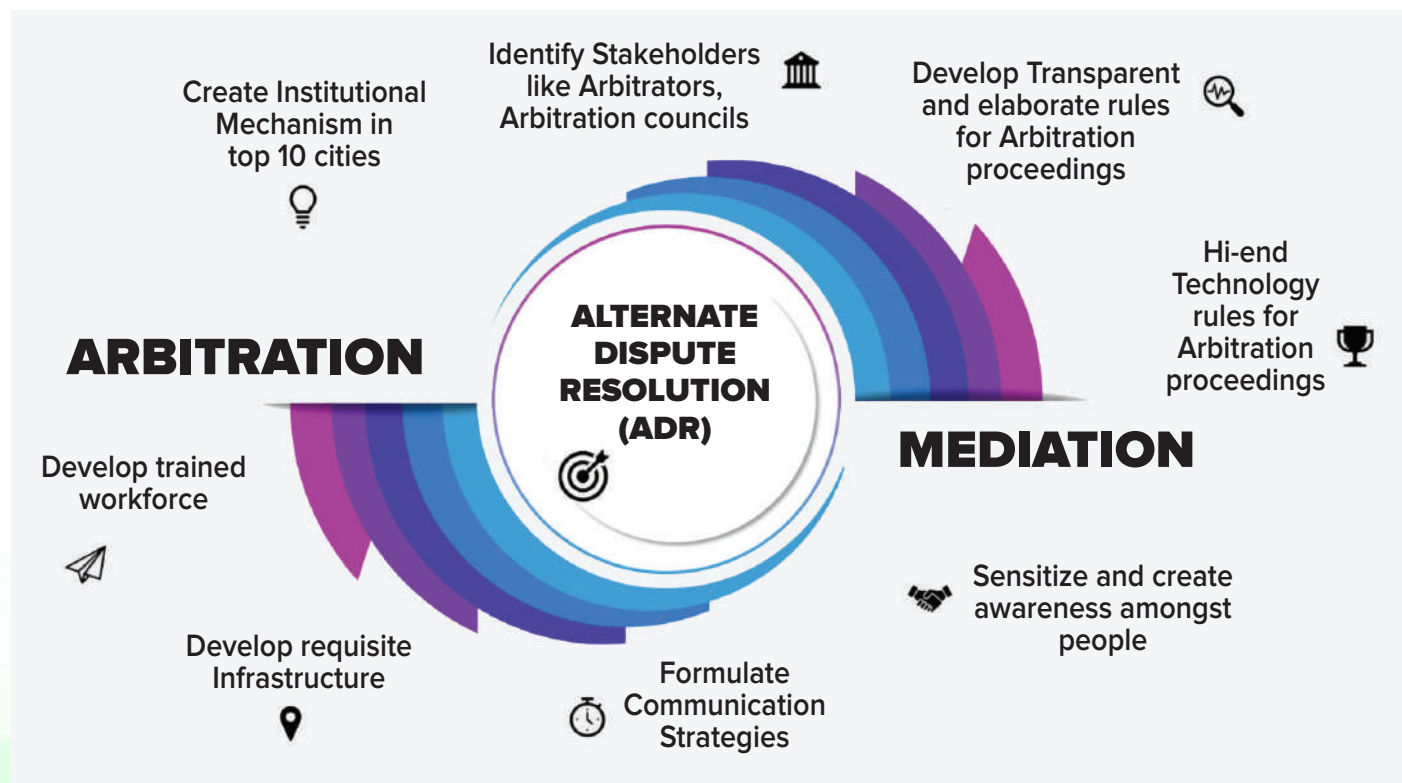 Create Institutional
Mechanism in
top 10 cities
Identify Stakeholders
like Arbitrators,
Arbitration councils
Develop Transparent
and elaborate rules
for Arbitration
proceedings
Hi-end
Technology
rules for
Arbitration
proceedings
ARBITRATION
ALTERNATE
DISPUTE
RESOLUTION
(ADR)
MEDIATION
Develop trained
workforce
Develop requisite
Infrastructure
Formulate
Communication
Strategies
Sensitize and create
awareness amongst
people